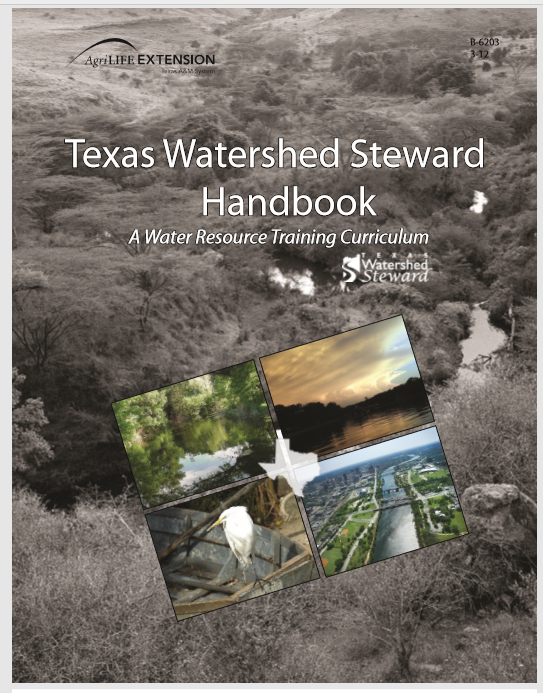 AgriLIFE EXTENSION
Texas A&M System
B-6203
3-12
Texas Watershed Steward
Handbook
A Water Resource Training Curriculum
TEXAS
Watershed
Steward